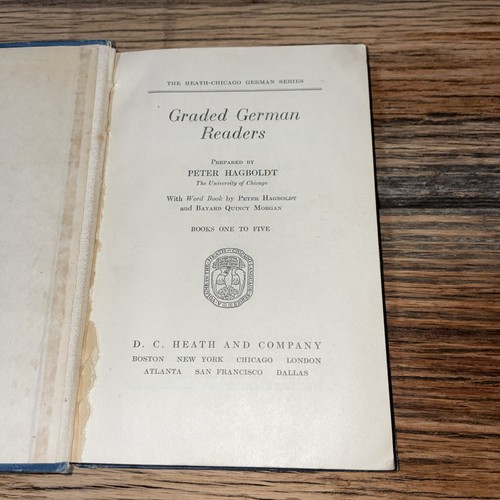 THE HEATH-CHICAGO GERMAN SERIES
Graded German
Readers
PREPARED BY
PETER HAGBOLDT
The University of Chicago
With Word Book by PETER HAGBOLDT
and BAYARD QUINCY MORGAN
BOOKS ONE TO FIVE
D. C. HEATH AND COMPANY
BOSTON NEW YORK CHICAGO LONDON
ATLANTA SAN FRANCISCO DALLAS